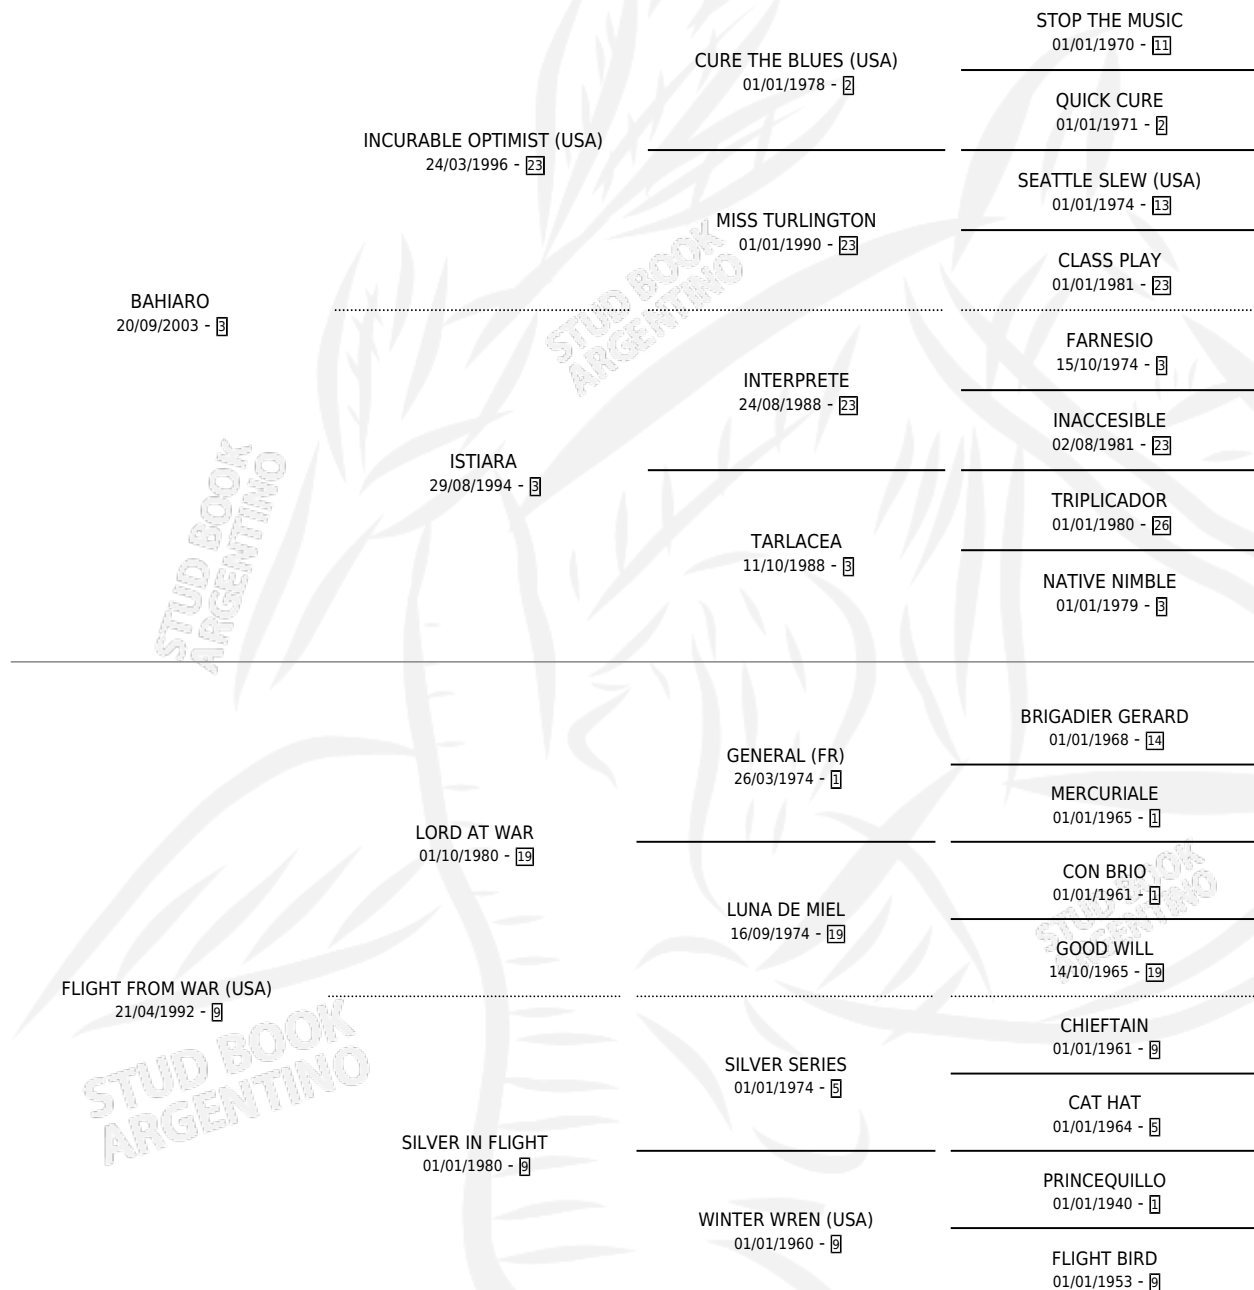 STOP THE MUSIC
01/01/1970 - 11
CURE THE BLUES (USA)
01/01/1978 - 2
QUICK CURE
01/01/1971 - 2
INCURABLE OPTIMIST (USA)
24/03/1996 - 23
SEATTLE SLEW (USA)
01/01/1974 - 13
MISS TURLINGTON
01/01/1990 - 23
CLASS PLAY
01/01/1981 - 23
BAHIARO
20/09/2003 - 3
STUD BOOK
ARGENTINO
FARNESIO
15/10/1974 - 3
INTERPRETE
24/08/1988 - 23
INACCESIBLE
02/08/1981 - 23
ISTIARA
29/08/1994 - 3
TRIPLICADOR
01/01/1980 - 26
TARLACEA
11/10/1988 - 3
NATIVE NIMBLE
01/01/1979 - 3
STUD BOOK
ARGENTINO
BRIGADIER GERARD
01/01/1968 - 14
GENERAL (FR)
26/03/1974 - 1
MERCURIALE
01/01/1965 - 1
LORD AT WAR
01/10/1980 - 19
CON BRIO
01/01/1961 - 1
LUNA DE MIEL
16/09/1974 - 19
STUD BOOK
ARGENTINO
GOOD WILL
14/10/1965 - 19
FLIGHT FROM WAR (USA)
21/04/1992 - 9
CHIEFTAIN
01/01/1961 - 9
SILVER SERIES
01/01/1974 - 5
STUD BOOK
ARGENTINO
CAT HAT
01/01/1964 - 5
SILVER IN FLIGHT
01/01/1980 - 9
PRINCEQUILLO
01/01/1940 - 1
WINTER WREN (USA)
01/01/1960 - 9
FLIGHT BIRD
01/01/1953 - 9